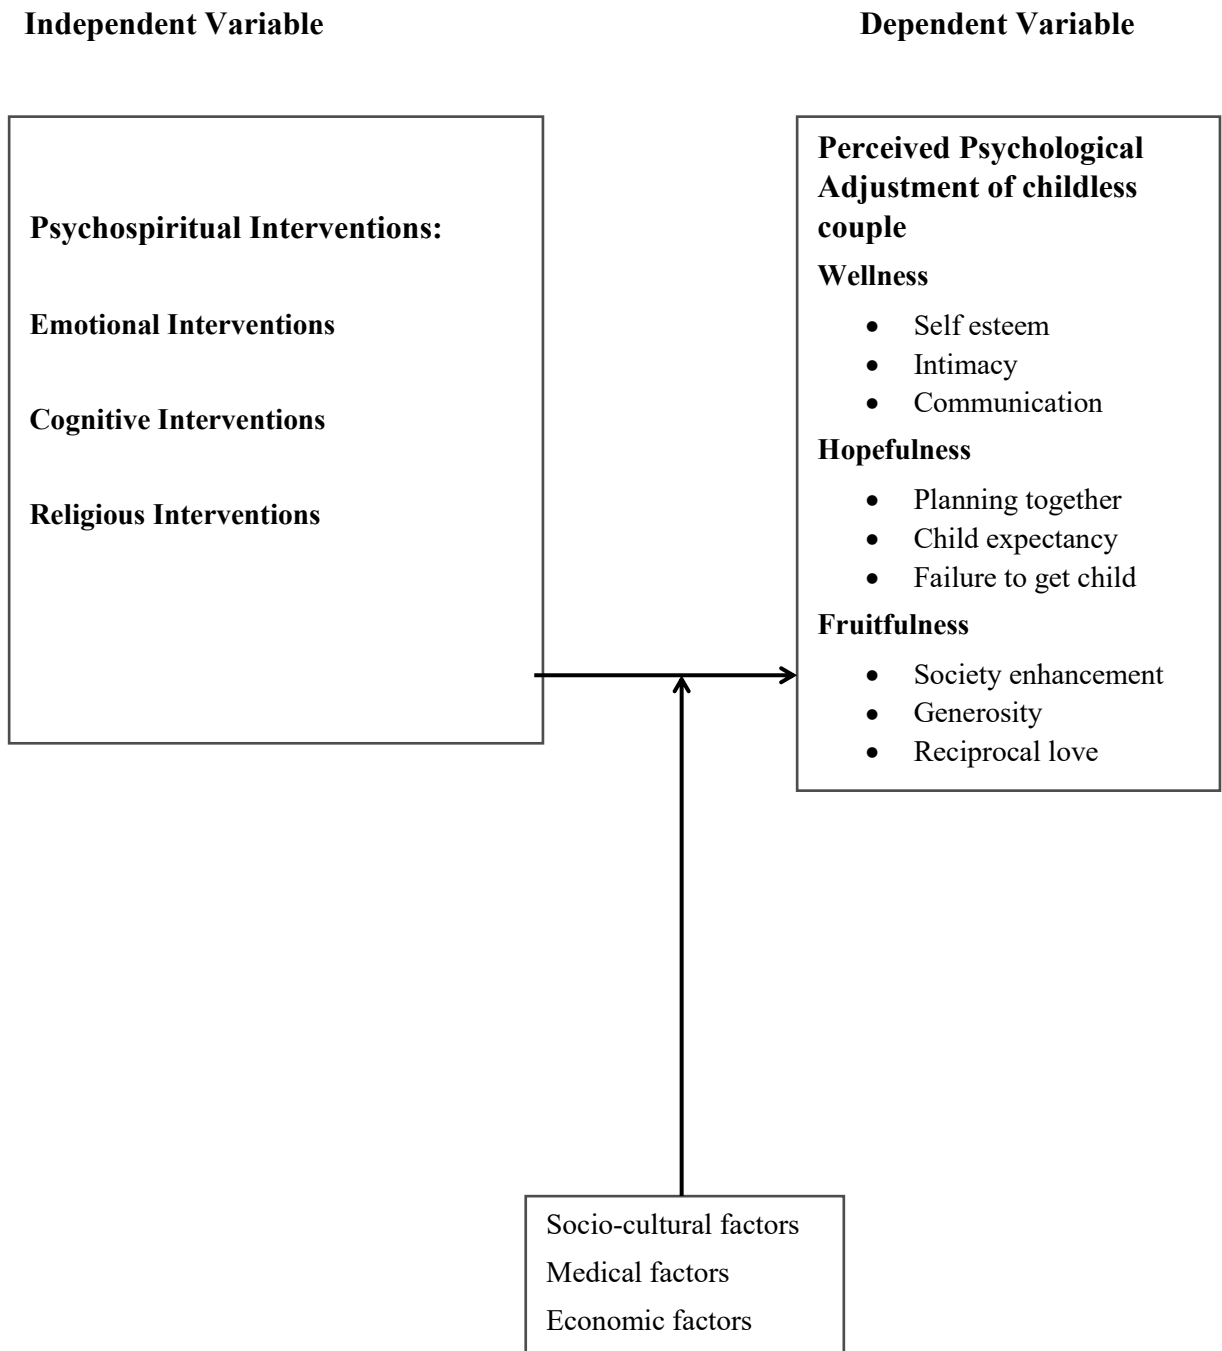 Independent Variable
Dependent Variable
Psychospiritual Interventions:
Emotional Interventions
Cognitive Interventions
Religious Interventions
Perceived Psychological
Adjustment of childless
couple
Wellness
• Self esteem
• Intimacy
• Communication
Hopefulness
• Planning together
• Child expectancy
• Failure to get child
Fruitfulness
• Society enhancement
• Generosity
• Reciprocal love
Socio-cultural factors
Medical factors
Economic factors